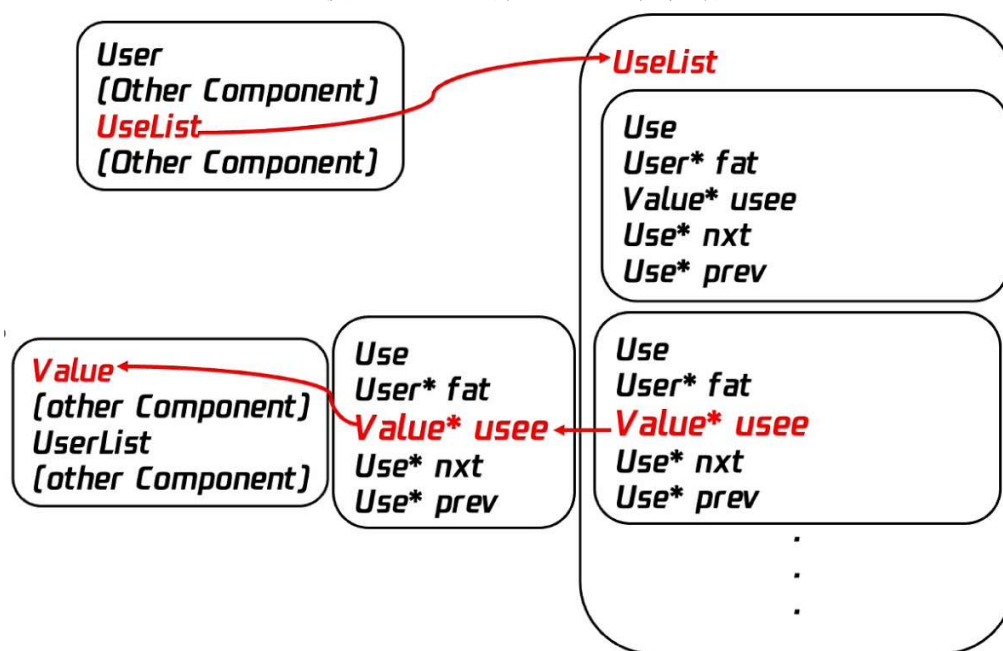 User
(Other Component)
UseList
(Other Component)
UseList
Use
User* fat
Value* usee
Use* nxt
Use* prev
Value
(other Component)
UserList
(other Component)
Use
User* fat
Value* usee
Use* nxt
Use* prev
Use
User* fat
Value* usee
Use* nxt
Use* prev
.
.
.